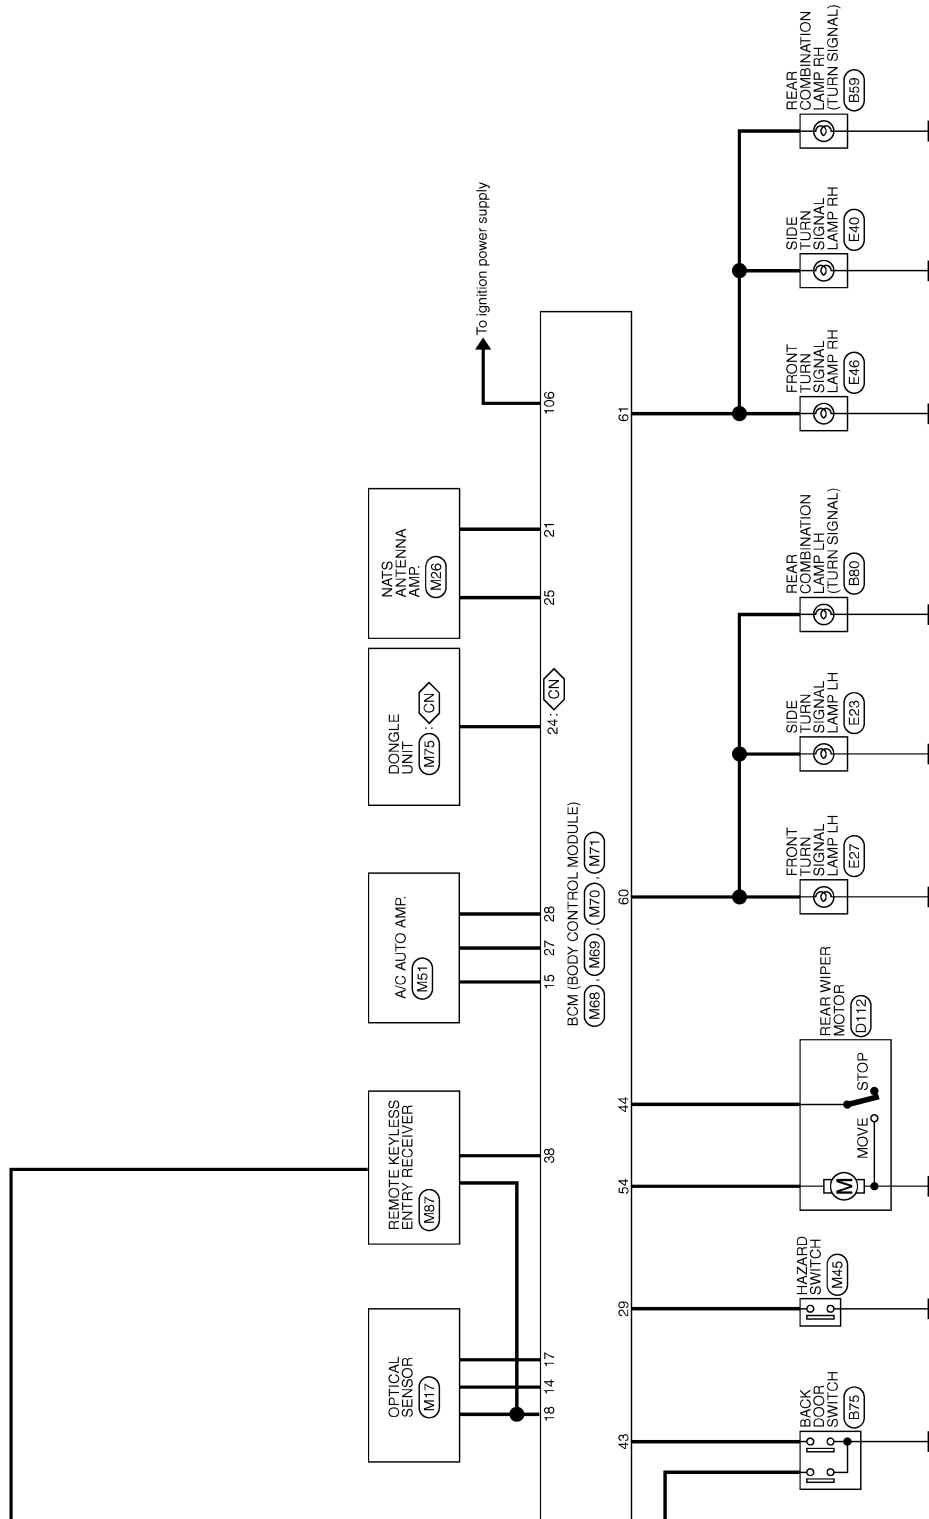 To ignition power supply
106
NATS
ANTENNA
AMP.
M26
21
25
DONGLE
UNIT
M75 : CN
24: CN
A/C AUTO AMP.
M51
28
27
15
REMOTE KEYLESS
ENTRY RECEIVER
M87
38
OPTICAL
SENSOR
M17
17
14
18
BCM (BODY CONTROL MODULE)
M68 , M69 , M70 , M71
61
60
44
54
29
43
REAR
COMBINATION
LAMP RH
(TURN SIGNAL)
B59
SIDE
TURN
SIGNAL
LAMP RH
E40
FRONT
TURN
SIGNAL
LAMP RH
E46
REAR
COMBINATION
LAMP LH
(TURN SIGNAL)
B80
SIDE
TURN
SIGNAL
LAMP LH
E23
FRONT
TURN
SIGNAL
LAMP LH
E27
REAR WIPER
MOTOR
D112
STOP
MOVE
M
HAZARD
SWITCH
M45
BACK
DOOR
SWITCH
B75